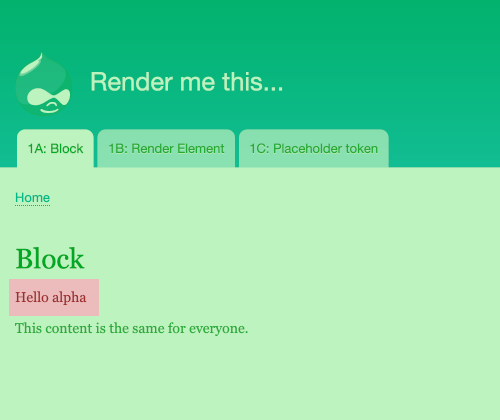 Render me this...
1A: Block
1B: Render Element
1C: Placeholder token
Home
Block
Hello alpha
This content is the same for everyone.